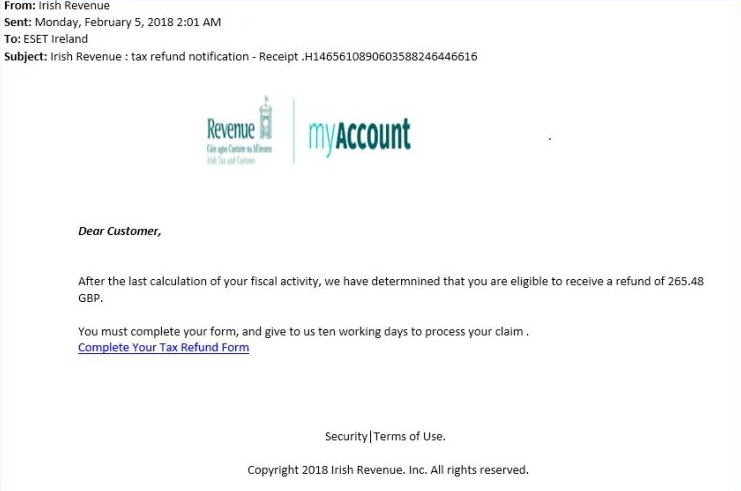 From: Irish Revenue
Sent: Monday, February 5, 2018 2:01 AM
To: ESET Ireland
Subject: Irish Revenue : tax refund notification - Receipt .H1465610890603588246446616
Revenue
Cáin agus Custaim na hÉireann
Irish Tax and Customs
myAccount
.
Dear Customer,
After the last calculation of your fiscal activity, we have determnined that you are eligible to receive a refund of 265.48
GBP.
You must complete your form, and give to us ten working days to process your claim .
Complete Your Tax Refund Form
Security|Terms of Use.
Copyright 2018 Irish Revenue. Inc. All rights reserved.